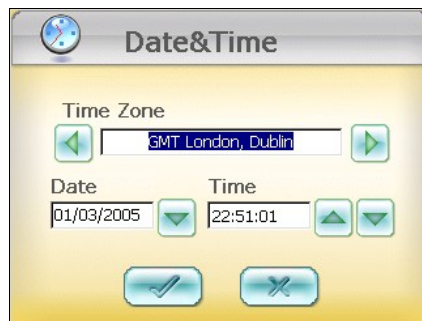 Date&Time
Time Zone
GMT London, Dublin
Date Time
01/03/2005 22:51:01